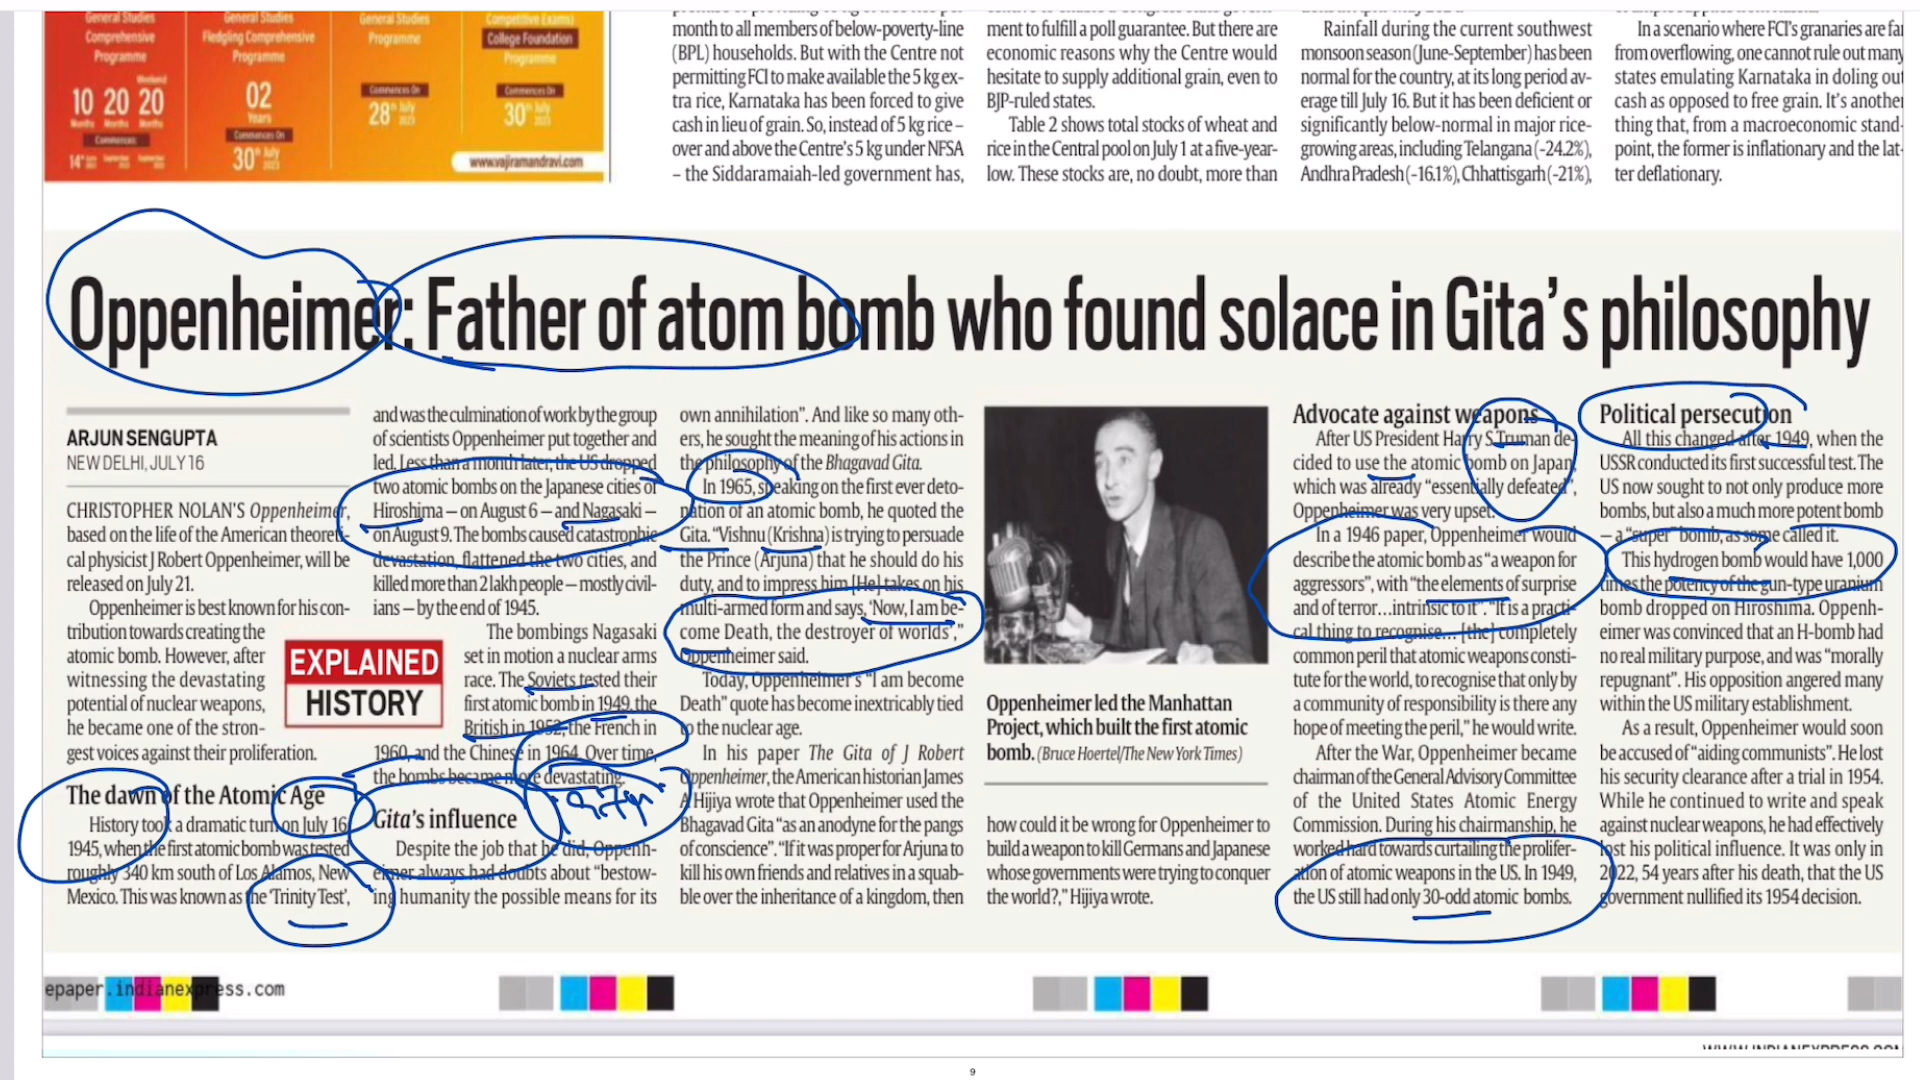 General Studies
Comprehensive
Programme
10 20 20
Months Months Months
Commences
14th
General Studies
Fledgling Comprehensive
Programme
02
Years
Commences On
30th July
2023
General Studies
Programme
Commences On
28th July
2023
(Competitive Exams)
College Foundation
Programme
Commences On
30th July
2023
www.vajiramandravi.com
month to all members of below-poverty-line
(BPL) households. But with the Centre not
permitting FCI to make available the 5 kg ex-
tra rice, Karnataka has been forced to give
cash in lieu of grain. So, instead of 5 kg rice –
over and above the Centre's 5 kg under NFSA
– the Siddaramaiah-led government has,
ment to fulfill a poll guarantee. But there are
economic reasons why the Centre would
hesitate to supply additional grain, even to
BJP-ruled states.
Table 2 shows total stocks of wheat and
rice in the Central pool on July 1 at a five-year-
low. These stocks are, no doubt, more than
Rainfall during the current southwest
monsoon season (June-September) has been
normal for the country, at its long period av-
erage till July 16. But it has been deficient or
significantly below-normal in major rice-
growing areas, including Telangana (-24.2%),
Andhra Pradesh (-16.1%), Chhattisgarh (-21%),
In a scenario where FCI's granaries are far
from overflowing, one cannot rule out many
states emulating Karnataka in doling out
cash as opposed to free grain. It's another
thing that, from a macroeconomic stand-
point, the former is inflationary and the lat-
ter deflationary.
Oppenheimer: Father of atom bomb who found solace in Gita's philosophy
ARJUN SENGUPTA
NEW DELHI, JULY 16
CHRISTOPHER NOLAN'S Oppenheimer,
based on the life of the American theoreti-
cal physicist J Robert Oppenheimer, will be
released on July 21.
Oppenheimer is best known for his con-
tribution towards creating the
atomic bomb. However, after
witnessing the devastating
potential of nuclear weapons,
he became one of the stron-
gest voices against their proliferation.
EXPLAINED
HISTORY
The dawn of the Atomic Age
History took a dramatic turn on July 16,
1945, when the first atomic bomb was tested
roughly 340 km south of Los Alamos, New
Mexico. This was known as the 'Trinity Test',
and was the culmination of work by the group
of scientists Oppenheimer put together and
led. Less than a month later, the US dropped
two atomic bombs on the Japanese cities of
Hiroshima – on August 6 – and Nagasaki –
on August 9. The bombs caused catastrophic
devastation, flattened the two cities, and
killed more than 2 lakh people – mostly civil-
ians – by the end of 1945.
The bombings Nagasaki
set in motion a nuclear arms
race. The Soviets tested their
first atomic bomb in 1949, the
British in 1952, the French in
1960, and the Chinese in 1964. Over time,
the bombs became more devastating.
Gita's influence
Despite the job that he did, Oppenh-
eimer always had doubts about "bestow-
ing humanity the possible means for its
own annihilation". And like so many oth-
ers, he sought the meaning of his actions in
the philosophy of the Bhagavad Gita.
In 1965, speaking on the first ever deto-
nation of an atomic bomb, he quoted the
Gita. "Vishnu (Krishna) is trying to persuade
the Prince (Arjuna) that he should do his
duty, and to impress him [He] takes on his
multi-armed form and says, 'Now, I am be-
come Death, the destroyer of worlds',"
Oppenheimer said.
Today, Oppenheimer's "I am become
Death" quote has become inextricably tied
to the nuclear age.
In his paper The Gita of J Robert
Oppenheimer, the American historian James
A Hijiya wrote that Oppenheimer used the
Bhagavad Gita "as an anodyne for the pangs
of conscience". "If it was proper for Arjuna to
kill his own friends and relatives in a squab-
ble over the inheritance of a kingdom, then
Oppenheimer led the Manhattan
Project, which built the first atomic
bomb. (Bruce Hoertel/The New York Times)
how could it be wrong for Oppenheimer to
build a weapon to kill Germans and Japanese
whose governments were trying to conquer
the world?," Hijiya wrote.
Advocate against weapons
After US President Harry S Truman de-
cided to use the atomic bomb on Japan,
which was already "essentially defeated",
Oppenheimer was very upset.
In a 1946 paper, Oppenheimer would
describe the atomic bomb as "a weapon for
aggressors", with "the elements of surprise
and of terror…intrinsic to it". "It is a practi-
cal thing to recognise… [the] completely
common peril that atomic weapons consti-
tute for the world, to recognise that only by
a community of responsibility is there any
hope of meeting the peril," he would write.
After the War, Oppenheimer became
chairman of the General Advisory Committee
of the United States Atomic Energy
Commission. During his chairmanship, he
worked hard towards curtailing the prolifer-
ation of atomic weapons in the US. In 1949,
the US still had only 30-odd atomic bombs.
Political persecution
All this changed after 1949, when the
USSR conducted its first successful test. The
US now sought to not only produce more
bombs, but also a much more potent bomb
– a "super" bomb, as some called it.
This hydrogen bomb would have 1,000
times the potency of the gun-type uranium
bomb dropped on Hiroshima. Oppenh-
eimer was convinced that an H-bomb had
no real military purpose, and was "morally
repugnant". His opposition angered many
within the US military establishment.
As a result, Oppenheimer would soon
be accused of "aiding communists". He lost
his security clearance after a trial in 1954.
While he continued to write and speak
against nuclear weapons, he had effectively
lost his political influence. It was only in
2022, 54 years after his death, that the US
government nullified its 1954 decision.
epaper.indianexpress.com
9